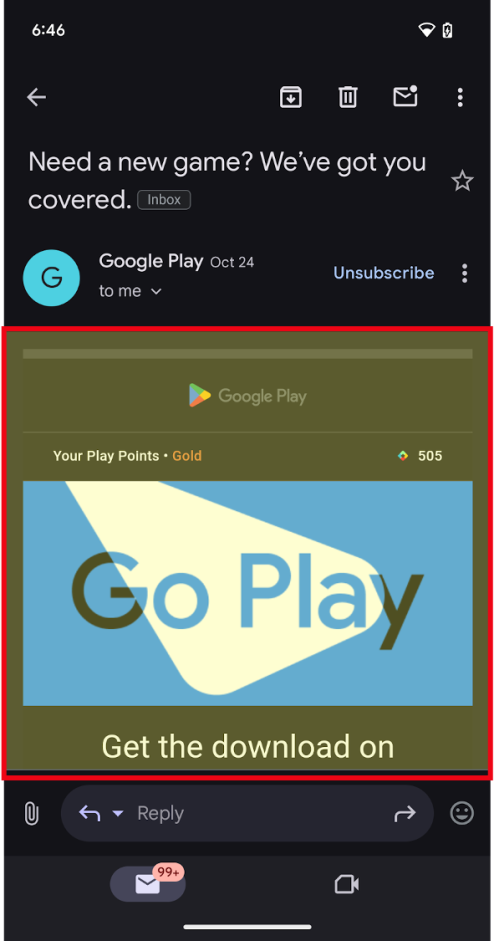 6:46
Need a new game? We’ve got you
covered. Inbox
G
Google Play Oct 24
to me
Unsubscribe
Google Play
Your Play Points • Gold
505
Go Play
Get the download on
Reply
99+